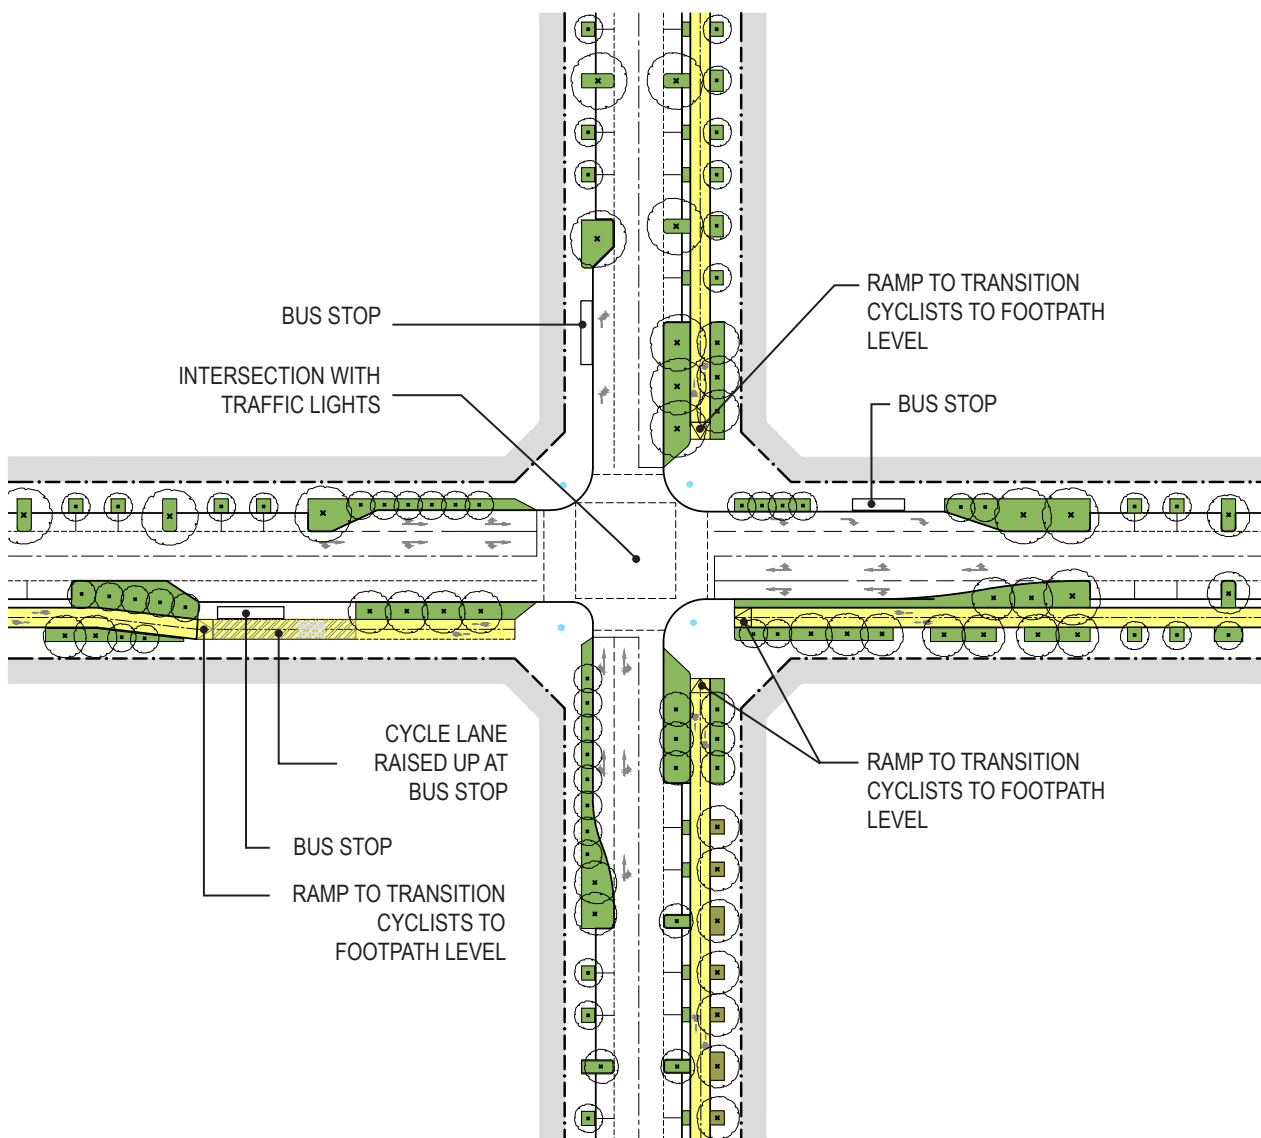 RAMP TO TRANSITION
CYCLISTS TO FOOTPATH
LEVEL
BUS STOP
INTERSECTION WITH
TRAFFIC LIGHTS
BUS STOP
CYCLE LANE
RAISED UP AT
BUS STOP
RAMP TO TRANSITION
CYCLISTS TO FOOTPATH
LEVEL
BUS STOP
RAMP TO TRANSITION
CYCLISTS TO
FOOTPATH LEVEL